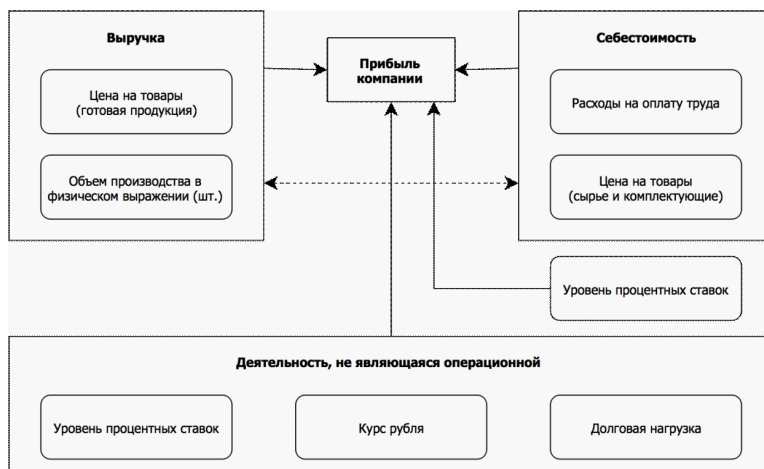 Выручка
Цена на товары
(готовая продукция)
Объем производства в
физическом выражении (шт.)
Прибыль
компании
Себестоимость
Расходы на оплату труда
Цена на товары
(сырье и комплектующие)
Уровень процентных ставок
Деятельность, не являющаяся операционной
Уровень процентных ставок
Курс рубля
Долговая нагрузка